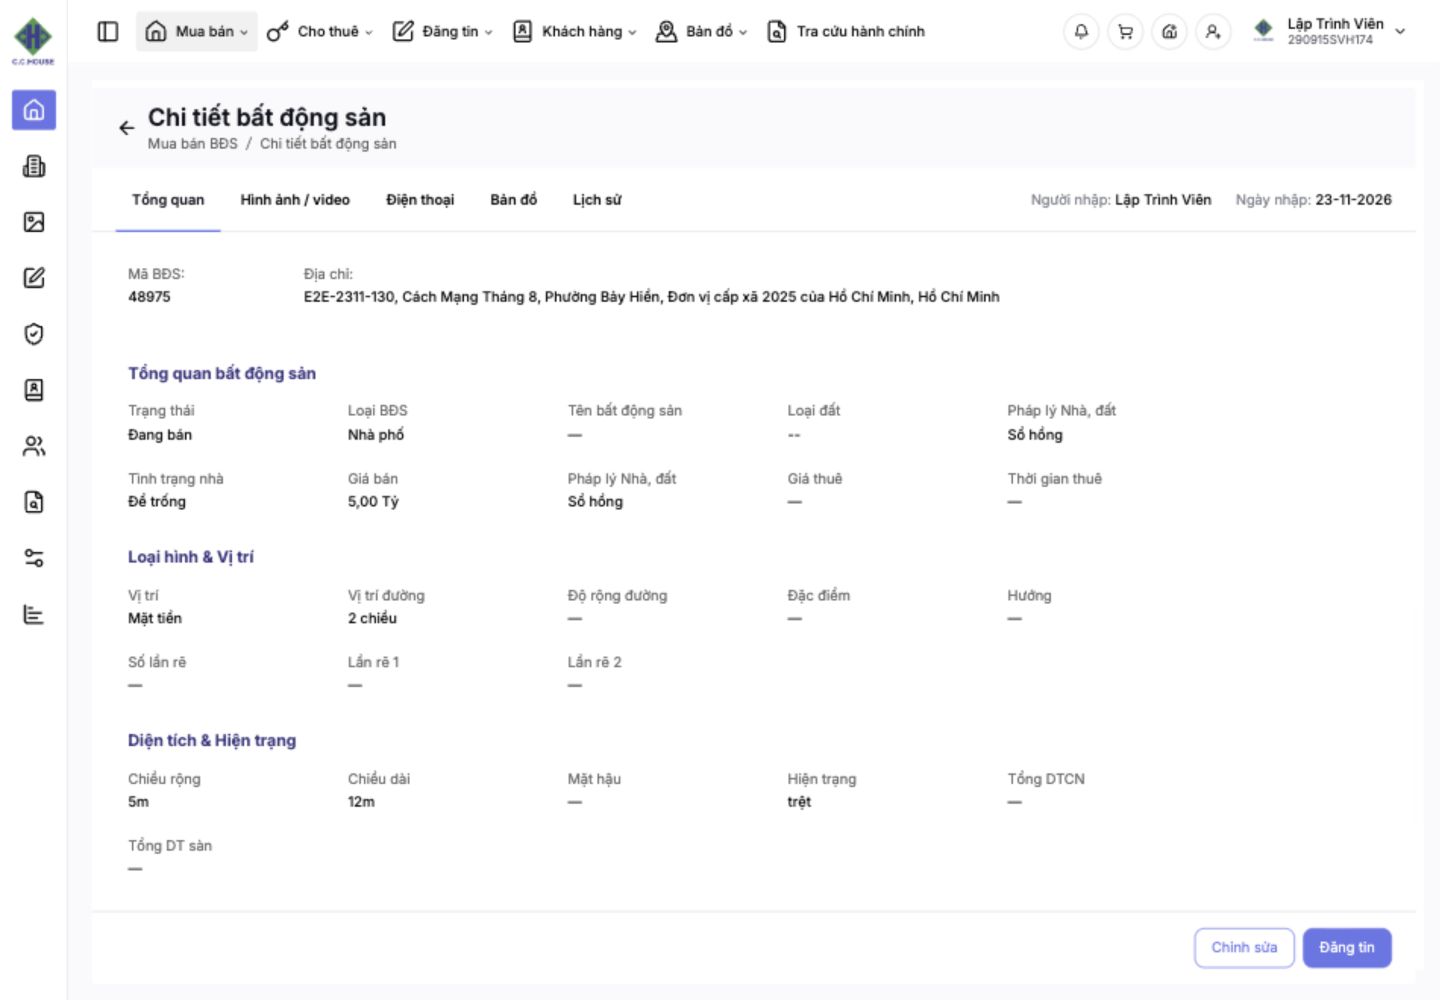 C.C.HOUSE
Mua bán
Cho thuê
Đăng tin
Khách hàng
Bản đồ
Tra cứu hành chính
Lập Trình Viên
290915SVH174
Chi tiết bất động sản
Mua bán BĐS / Chi tiết bất động sản
Tổng quan
Hình ảnh / video
Điện thoại
Bản đồ
Lịch sử
Người nhập: Lập Trình Viên
Ngày nhập: 23-11-2026
Mã BĐS:
48975
Địa chỉ:
E2E-2311-130, Cách Mạng Tháng 8, Phường Bảy Hiền, Đơn vị cấp xã 2025 của Hồ Chí Minh, Hồ Chí Minh
Tổng quan bất động sản
Trạng thái
Đang bán
Loại BĐS
Nhà phố
Tên bất động sản
—
Loại đất
--
Pháp lý Nhà, đất
Sổ hồng
Tình trạng nhà
Để trống
Giá bán
5,00 Tỷ
Pháp lý Nhà, đất
Sổ hồng
Giá thuê
—
Thời gian thuê
—
Loại hình & Vị trí
Vị trí
Mặt tiền
Vị trí đường
2 chiều
Độ rộng đường
—
Đặc điểm
—
Hướng
—
Số lần rẽ
—
Lần rẽ 1
—
Lần rẽ 2
—
Diện tích & Hiện trạng
Chiều rộng
5m
Chiều dài
12m
Mặt hậu
—
Hiện trạng
trệt
Tổng DTCN
—
Tổng DT sàn
—
Chỉnh sửa
Đăng tin